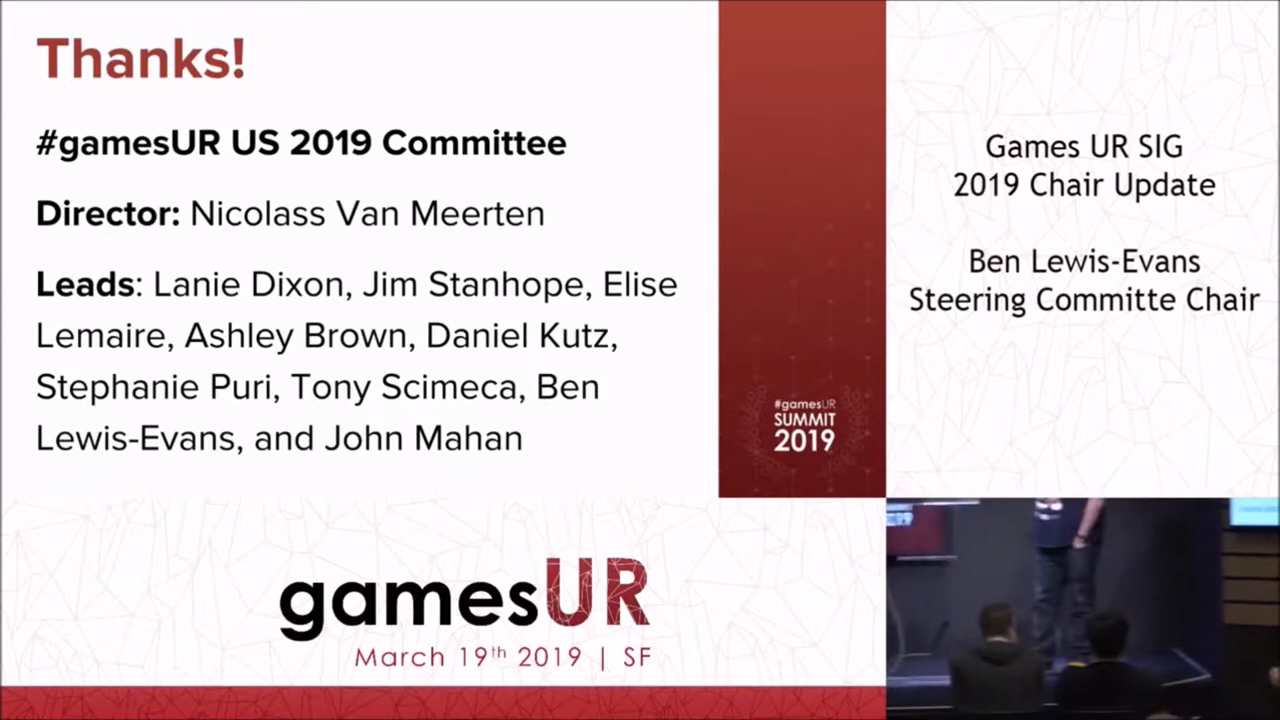 Thanks!
#gamesUR US 2019 Committee
Director: Nicolass Van Meerten
Leads: Lanie Dixon, Jim Stanhope, Elise
Lemaire, Ashley Brown, Daniel Kutz,
Stephanie Puri, Tony Scimeca, Ben
Lewis-Evans, and John Mahan
#gamesUR
SUMMIT
2019
Games UR SIG
2019 Chair Update
Ben Lewis-Evans
Steering Committe Chair
gamesUR
March 19th 2019 | SF